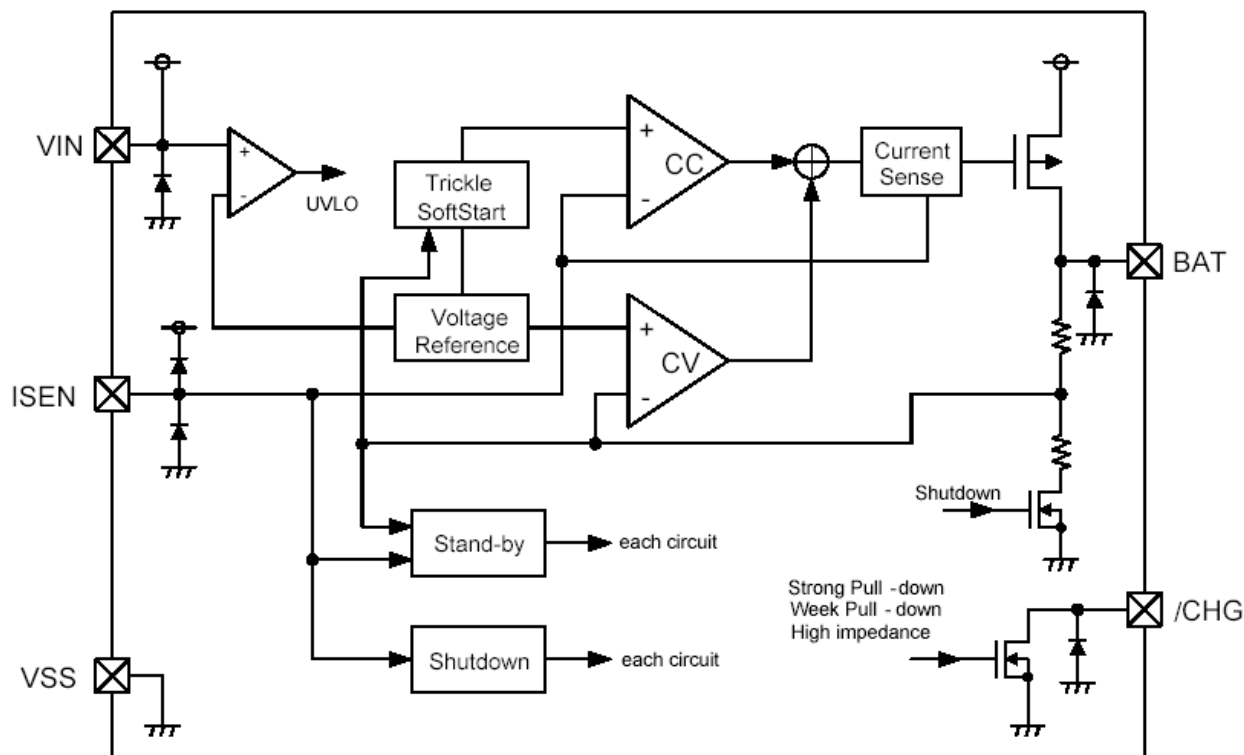 VIN
+
-
UVLO
Trickle
SoftStart
+
CC
-
Current
Sense
BAT
Voltage
Reference
+
CV
-
ISEN
Shutdown
Stand-by
each circuit
Strong Pull - down
Week Pull - down
High impedance
/CHG
Shutdown
each circuit
VSS